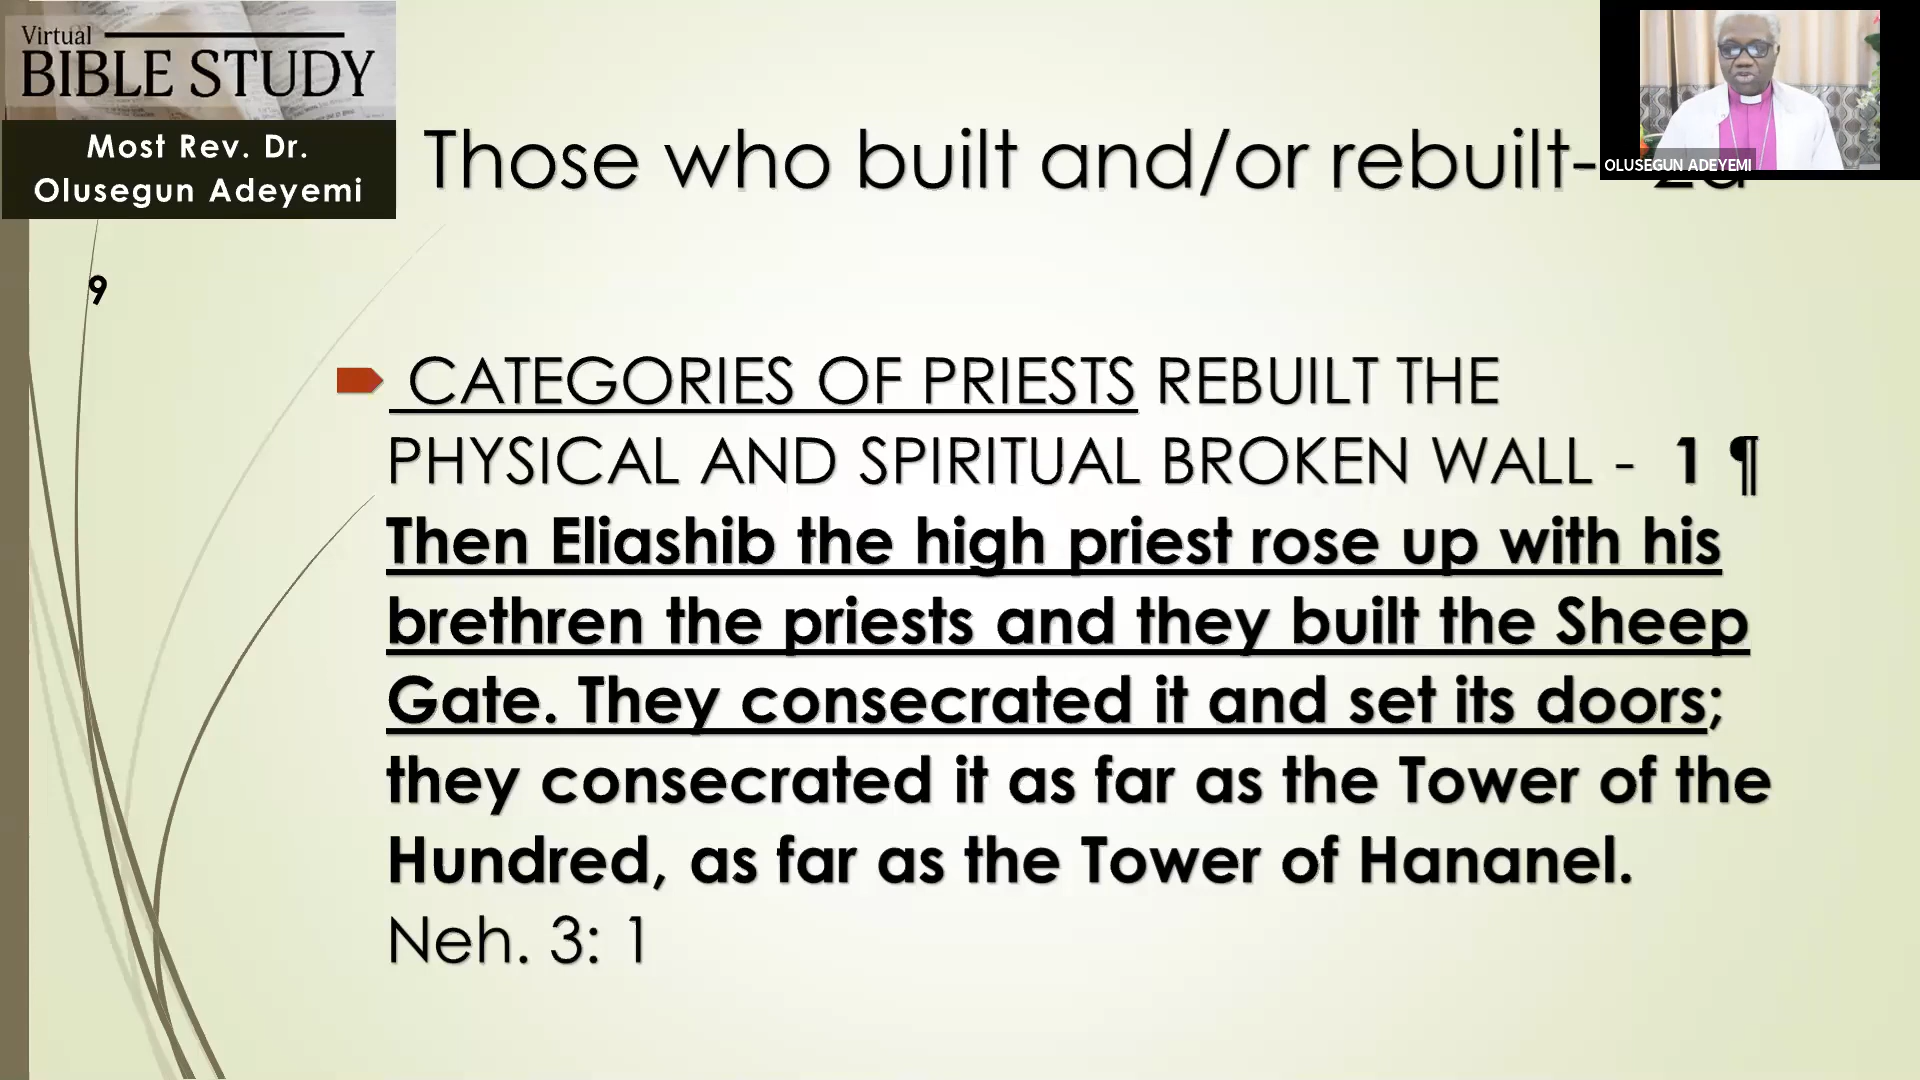 Virtual
BIBLE STUDY
Most Rev. Dr.
Olusegun Adeyemi
Those who built and/or rebuilt-
OLUSEGUN ADEYEMI
9
CATEGORIES OF PRIESTS REBUILT THE
PHYSICAL AND SPIRITUAL BROKEN WALL - 1 ¶
Then Eliashib the high priest rose up with his
brethren the priests and they built the Sheep
Gate. They consecrated it and set its doors;
they consecrated it as far as the Tower of the
Hundred, as far as the Tower of Hananel.
Neh. 3: 1